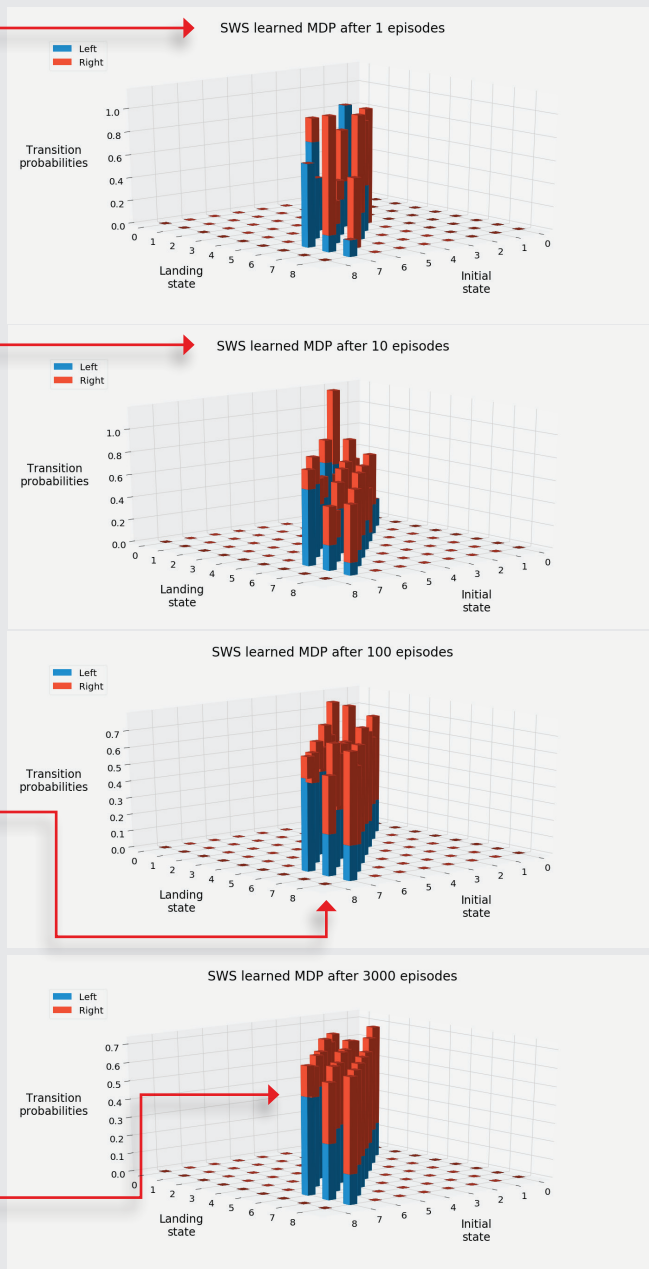 SWS learned MDP after 1 episodes
Left
Right
1.0
0.8
Transition
probabilities
0.6
0.4
0.2
0.0
0 1 2 3 4 5 6 7 8
Landing
state
8 7 6 5 4 3 2 1 0
Initial
state
SWS learned MDP after 10 episodes
Left
Right
1.0
0.8
Transition
probabilities
0.6
0.4
0.2
0.0
0 1 2 3 4 5 6 7 8
Landing
state
8 7 6 5 4 3 2 1 0
Initial
state
SWS learned MDP after 100 episodes
Left
Right
0.7
0.6
0.5
Transition
probabilities
0.4
0.3
0.2
0.1
0.0
0 1 2 3 4 5 6 7 8
Landing
state
8 7 6 5 4 3 2 1 0
Initial
state
SWS learned MDP after 3000 episodes
Left
Right
0.7
0.6
0.5
Transition
probabilities
0.4
0.3
0.2
0.1
0.0
0 1 2 3 4 5 6 7 8
Landing
state
8 7 6 5 4 3 2 1 0
Initial
state